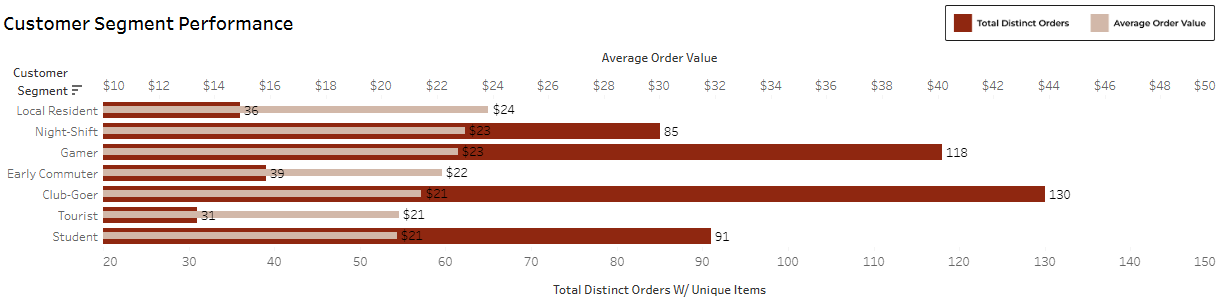 Customer Segment Performance
Total Distinct Orders Average Order Value
Average Order Value
Customer
Segment
$10 $12 $14 $16 $18 $20 $22 $24 $26 $28 $30 $32 $34 $36 $38 $40 $42 $44 $46 $48 $50
Local Resident 36 $24
Night-Shift $23 85
Gamer $23 118
Early Commuter 39 $22
Club-Goer $21 130
Tourist 31 $21
Student $21 91
20 30 40 50 60 70 80 90 100 110 120 130 140 150
Total Distinct Orders W/ Unique Items